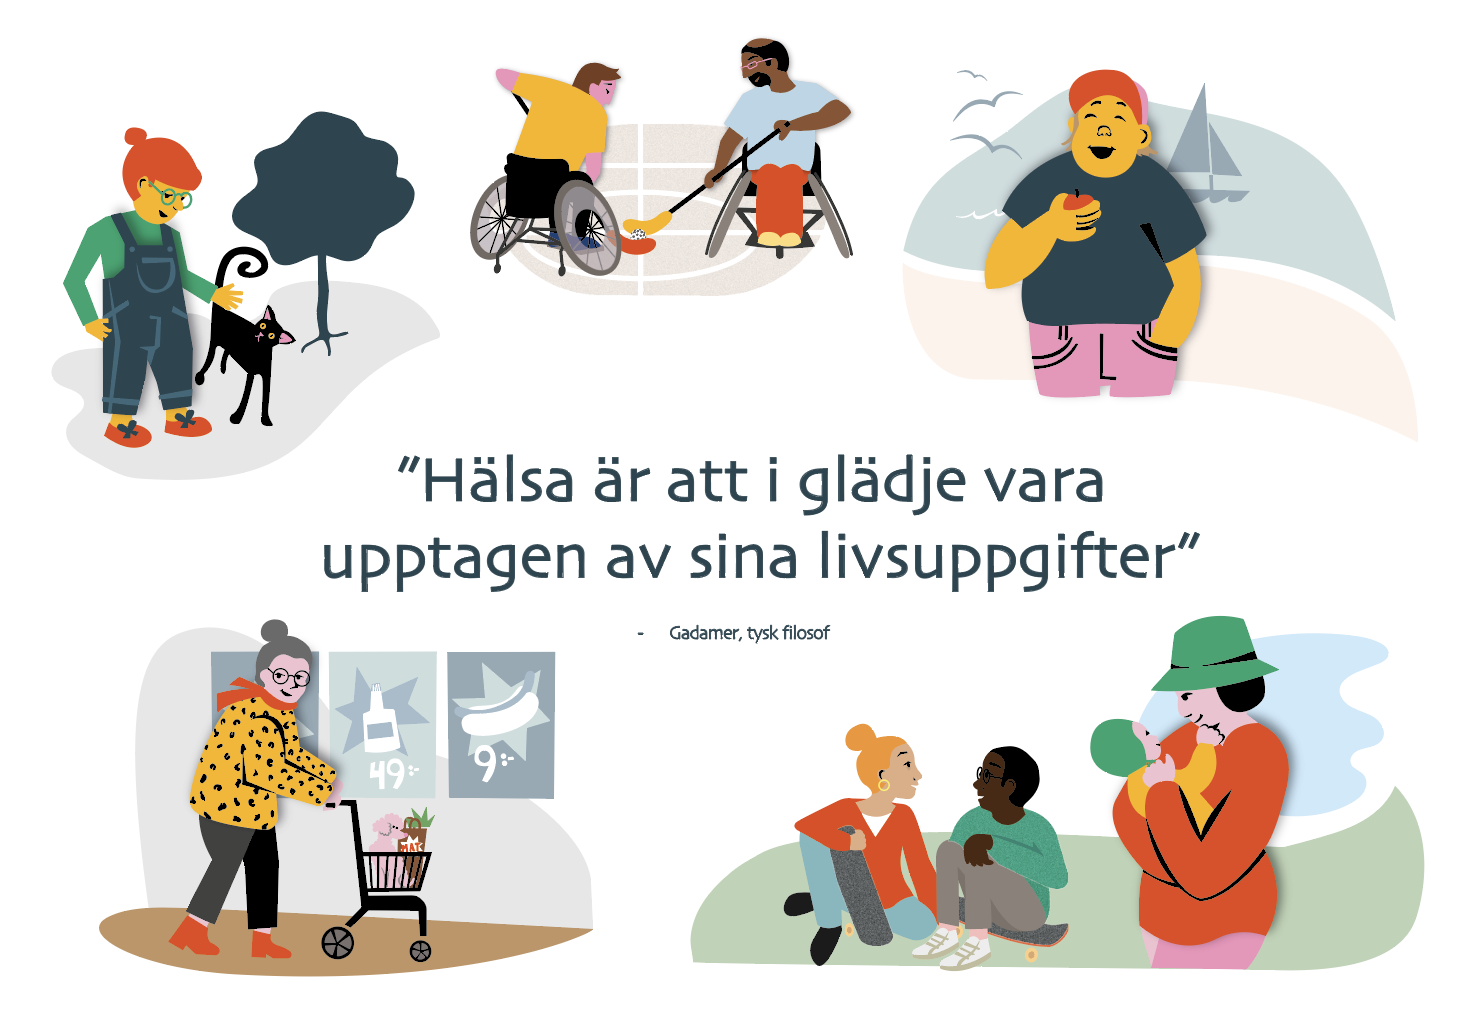 ”Hälsa är att i glädje vara
upptagen av sina livsuppgifter”
- Gadamer, tysk filosof
49:-
9:-
MAT